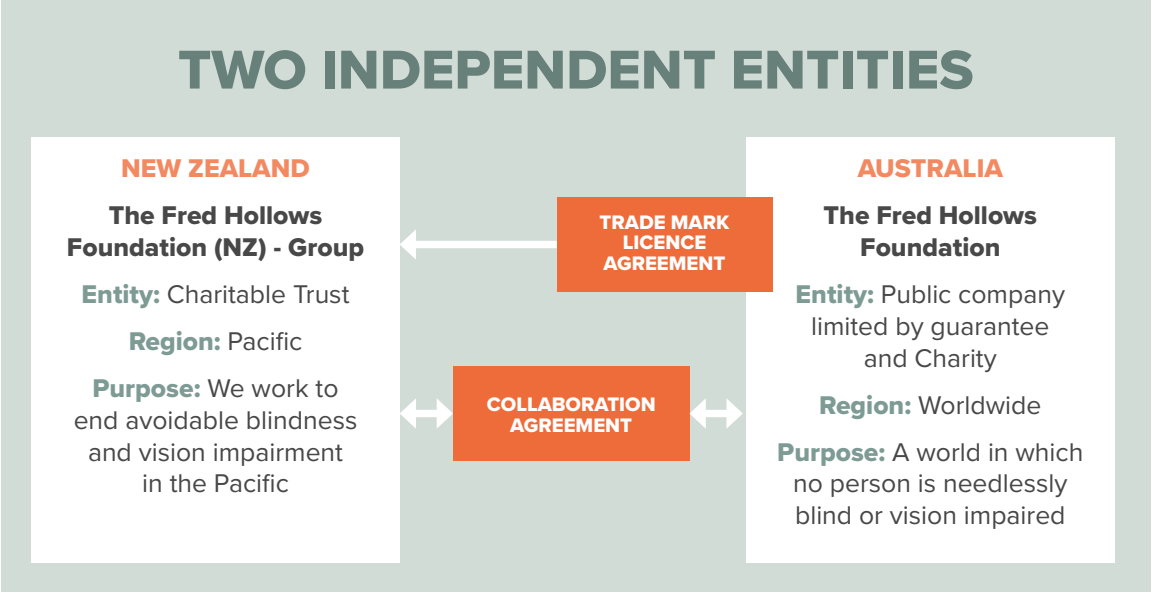 TWO INDEPENDENT ENTITIES
NEW ZEALAND
The Fred Hollows
Foundation (NZ) - Group
Entity: Charitable Trust
Region: Pacific
Purpose: We work to
end avoidable blindness
and vision impairment
in the Pacific
TRADE MARK
LICENCE
AGREEMENT
COLLABORATION
AGREEMENT
AUSTRALIA
The Fred Hollows
Foundation
Entity: Public company
limited by guarantee
and Charity
Region: Worldwide
Purpose: A world in which
no person is needlessly
blind or vision impaired